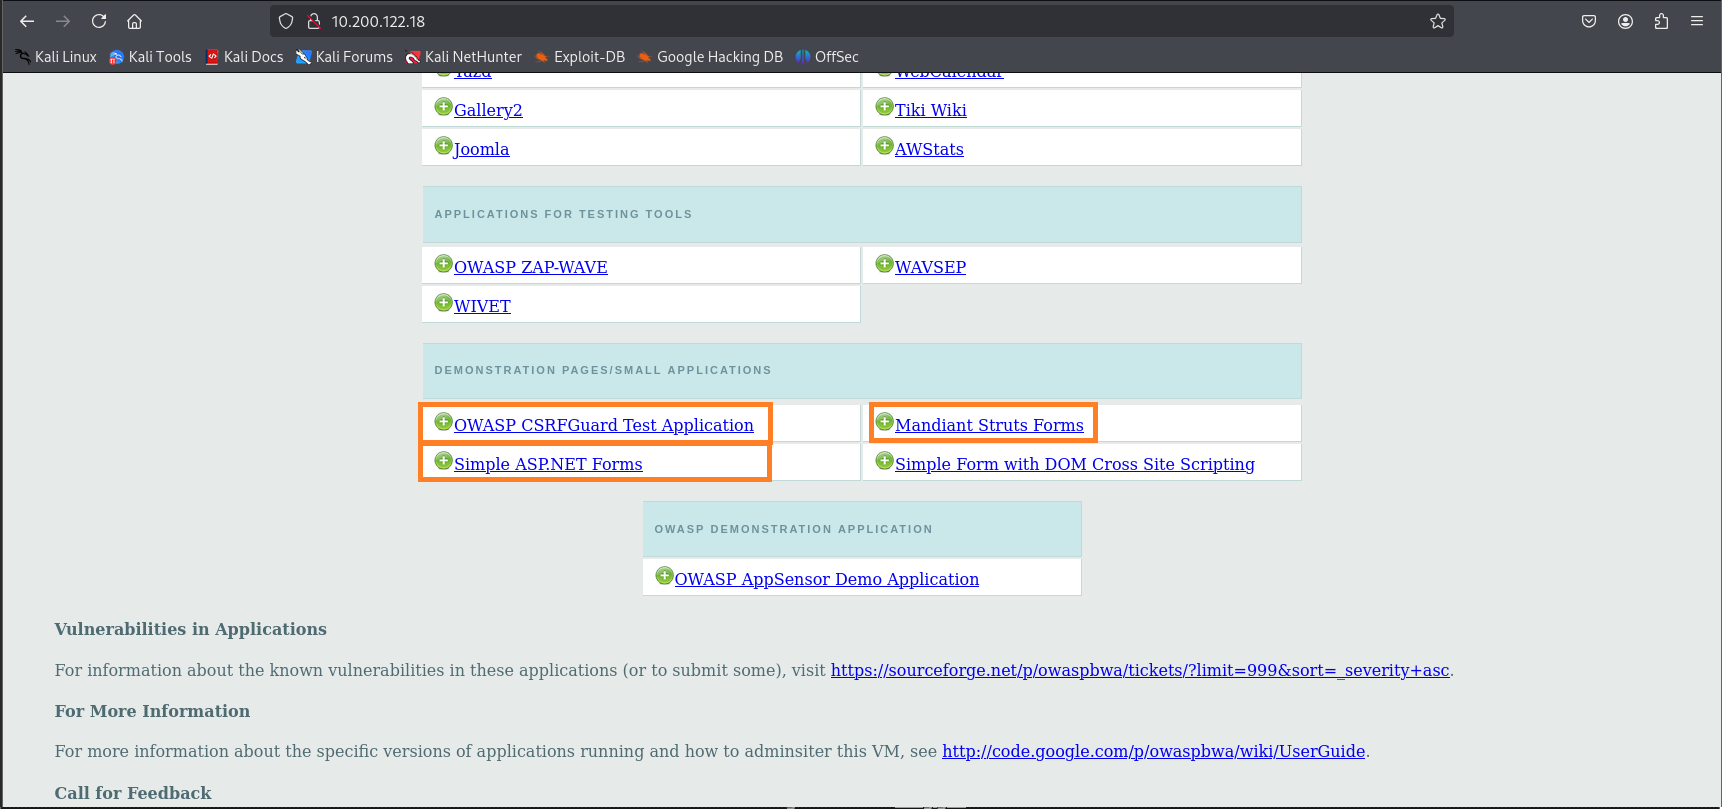 10.200.122.18
Kali Linux Kali Tools Kali Docs Kali Forums Kali NetHunter Exploit-DB Google Hacking DB OffSec
Yazd WebCalendar
Gallery2 Tiki Wiki
Joomla AWStats
APPLICATIONS FOR TESTING TOOLS
OWASP ZAP-WAVE WAVSEP
WIVET
DEMONSTRATION PAGES/SMALL APPLICATIONS
OWASP CSRFGuard Test Application Mandiant Struts Forms
Simple ASP.NET Forms Simple Form with DOM Cross Site Scripting
OWASP DEMONSTRATION APPLICATION
OWASP AppSensor Demo Application
Vulnerabilities in Applications
For information about the known vulnerabilities in these applications (or to submit some), visit https://sourceforge.net/p/owaspbwa/tickets/?limit=999&sort=_severity+asc.
For More Information
For more information about the specific versions of applications running and how to adminsiter this VM, see http://code.google.com/p/owaspbwa/wiki/UserGuide.
Call for Feedback